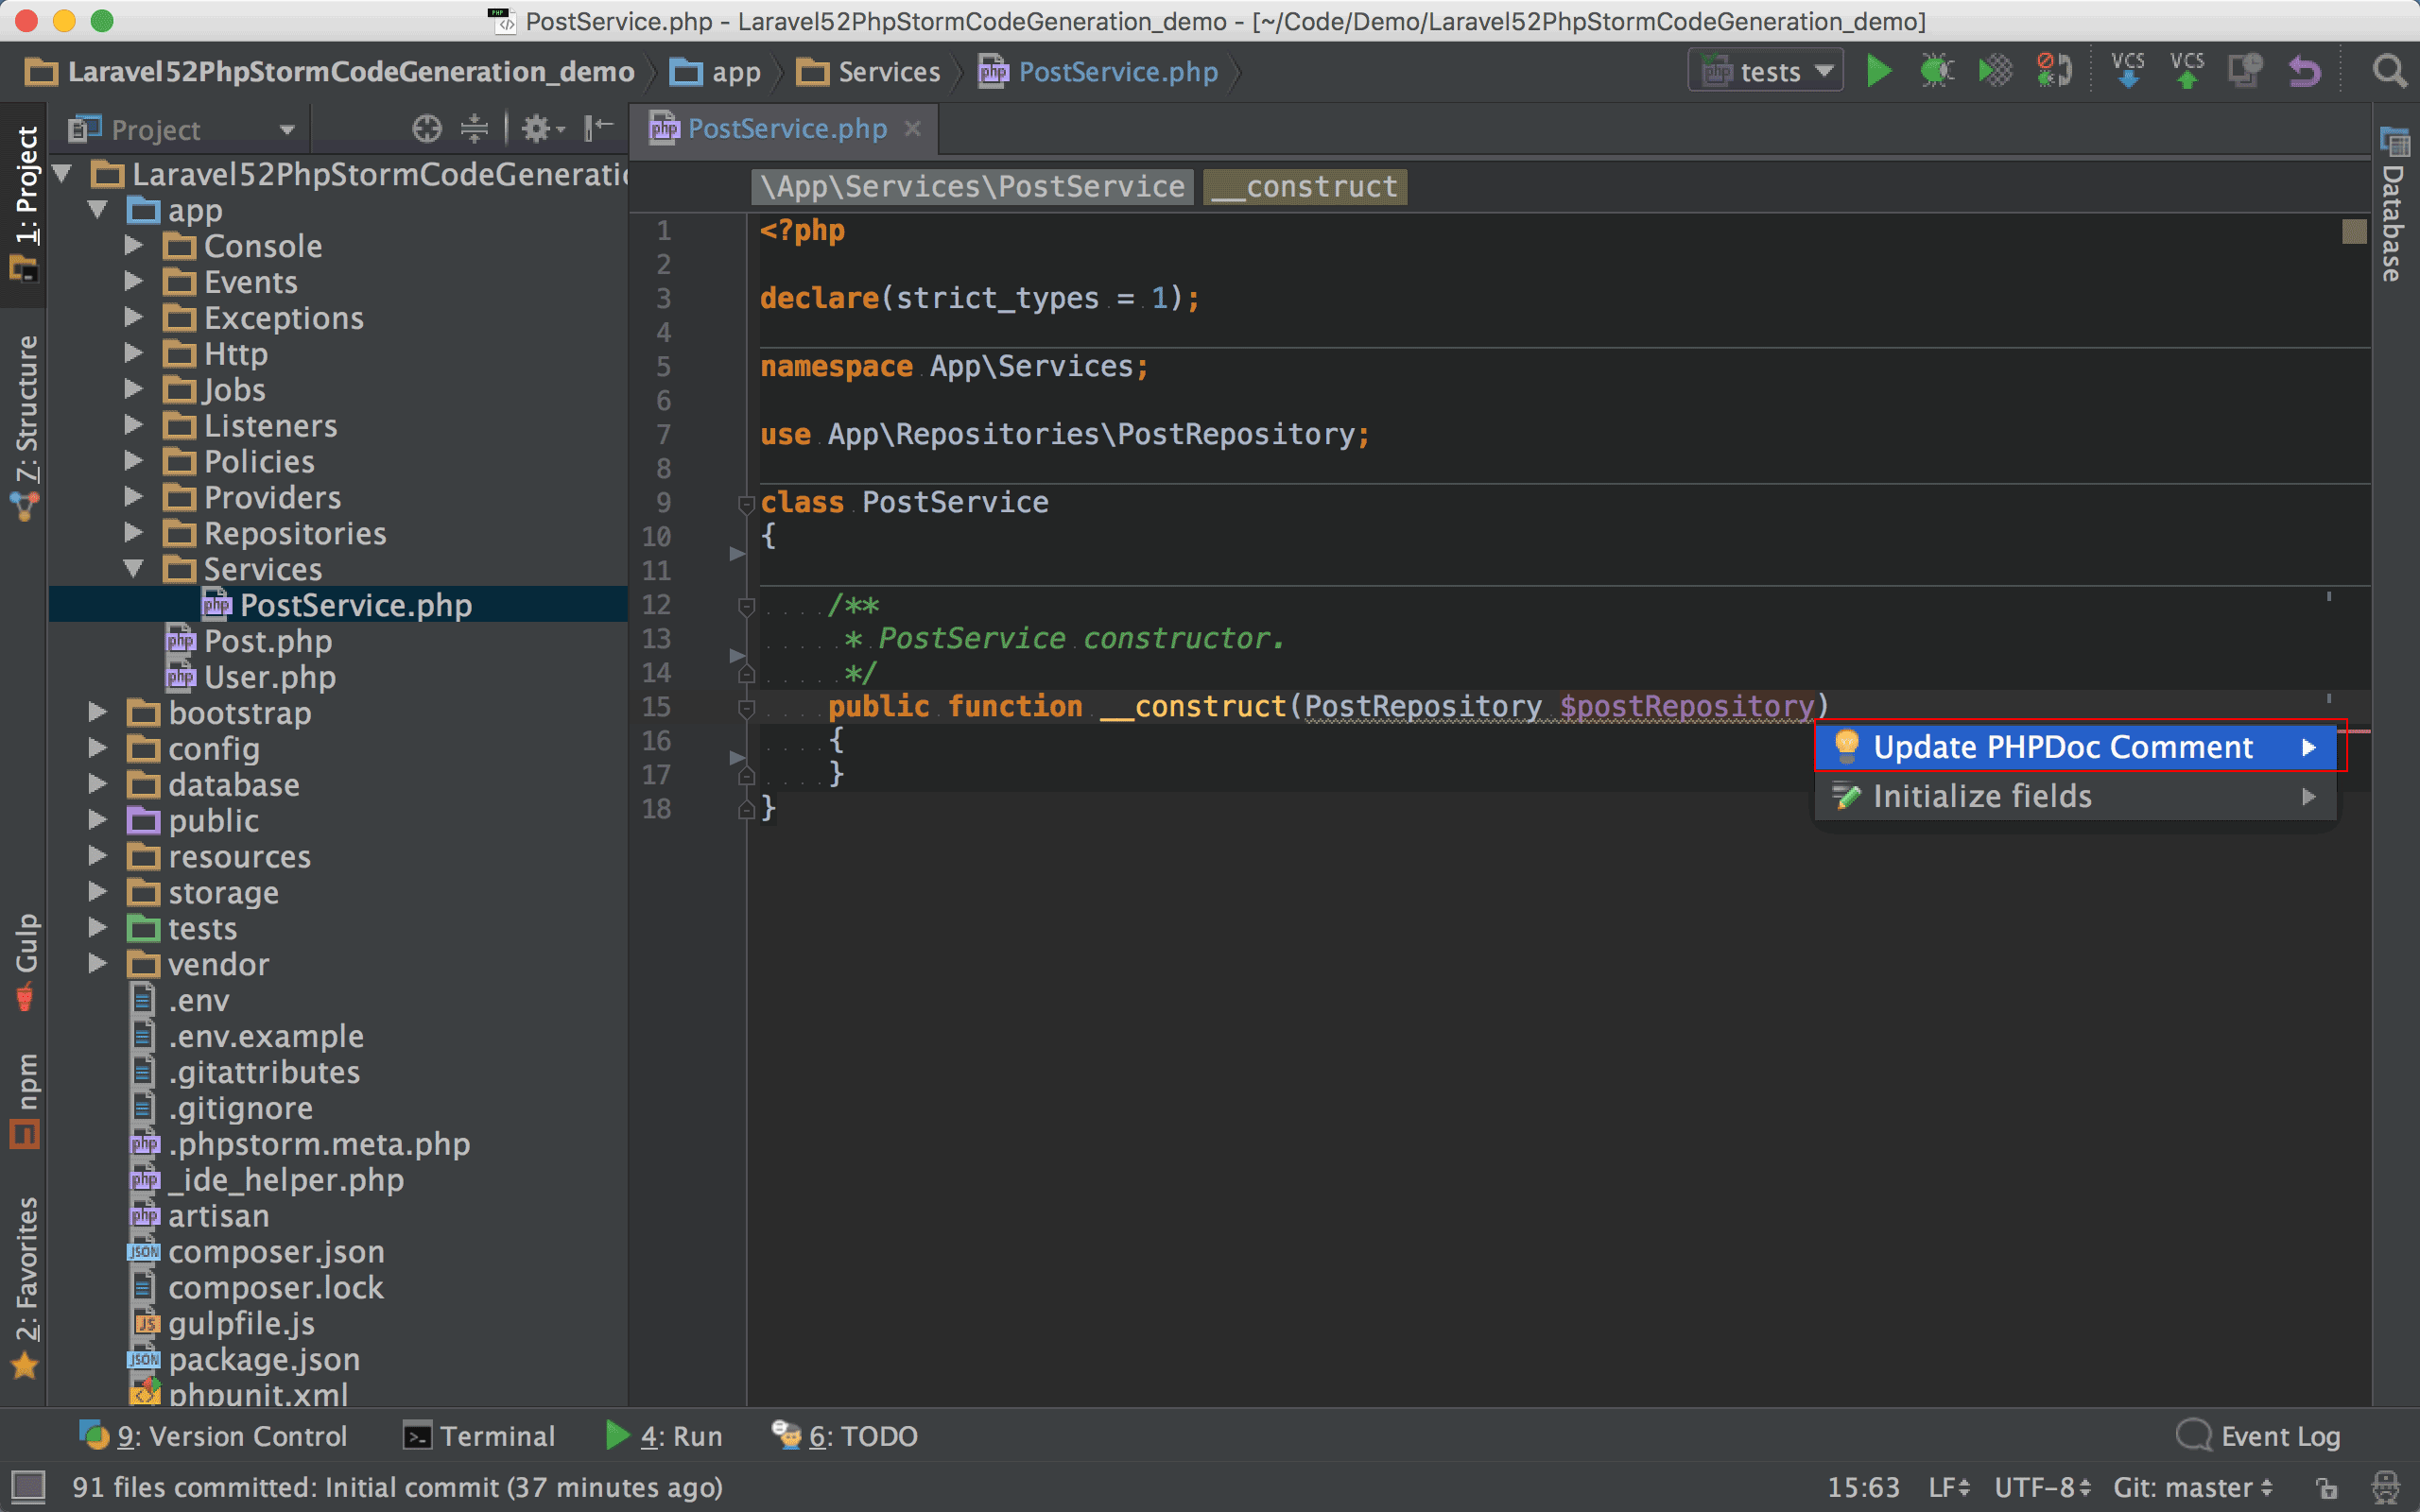 PostService.php - Laravel52PhpStormCodeGeneration_demo - [~/Code/Demo/Laravel52PhpStormCodeGeneration_demo]
Laravel52PhpStormCodeGeneration_demo app Services PostService.php tests VCS VCS
1: Project
Z: Structure
Gulp
npm
2: Favorites
Project
Laravel52PhpStormCodeGeneratio
app
Console
Events
Exceptions
Http
Jobs
Listeners
Policies
Providers
Repositories
Services
PostService.php
Post.php
User.php
bootstrap
config
database
public
resources
storage
tests
vendor
.env
.env.example
.gitattributes
.gitignore
.phpstorm.meta.php
_ide_helper.php
artisan
composer.json
composer.lock
gulpfile.js
package.json
phpunit.xml
PostService.php
\App\Services\PostService __construct
1 <?php
2
3 declare(strict_types = 1);
4
5 namespace App\Services;
6
7 use App\Repositories\PostRepository;
8
9 class PostService
10 {
11
12 /**
13 * PostService constructor.
14 */
15 public function __construct(PostRepository $postRepository)
16 {
17 }
18 }
Update PHPDoc Comment
Initialize fields
Database
9: Version Control Terminal 4: Run 6: TODO Event Log
91 files committed: Initial commit (37 minutes ago) 15:63 LF UTF-8 Git: master